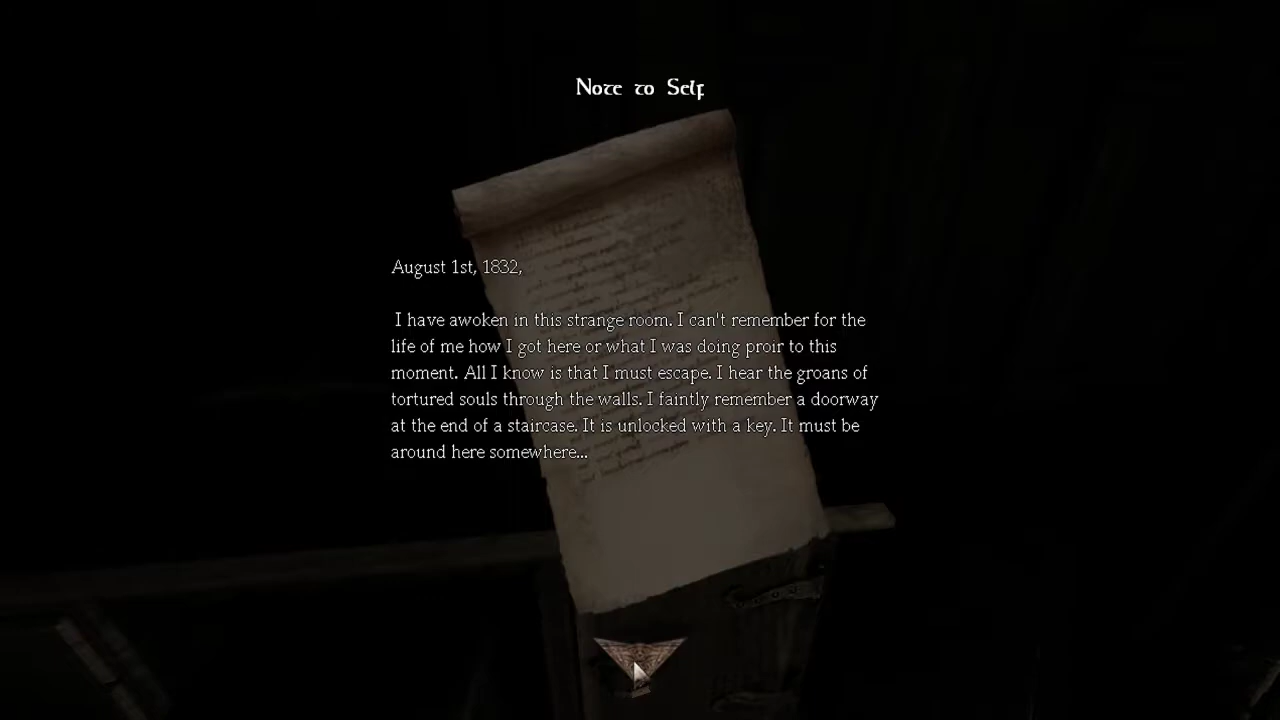 Note to Self
August 1st, 1832,
I have awoken in this strange room. I can't remember for the
life of me how I got here or what I was doing proir to this
moment. All I know is that I must escape. I hear the groans of
tortured souls through the walls. I faintly remember a doorway
at the end of a staircase. It is unlocked with a key. It must be
around here somewhere...